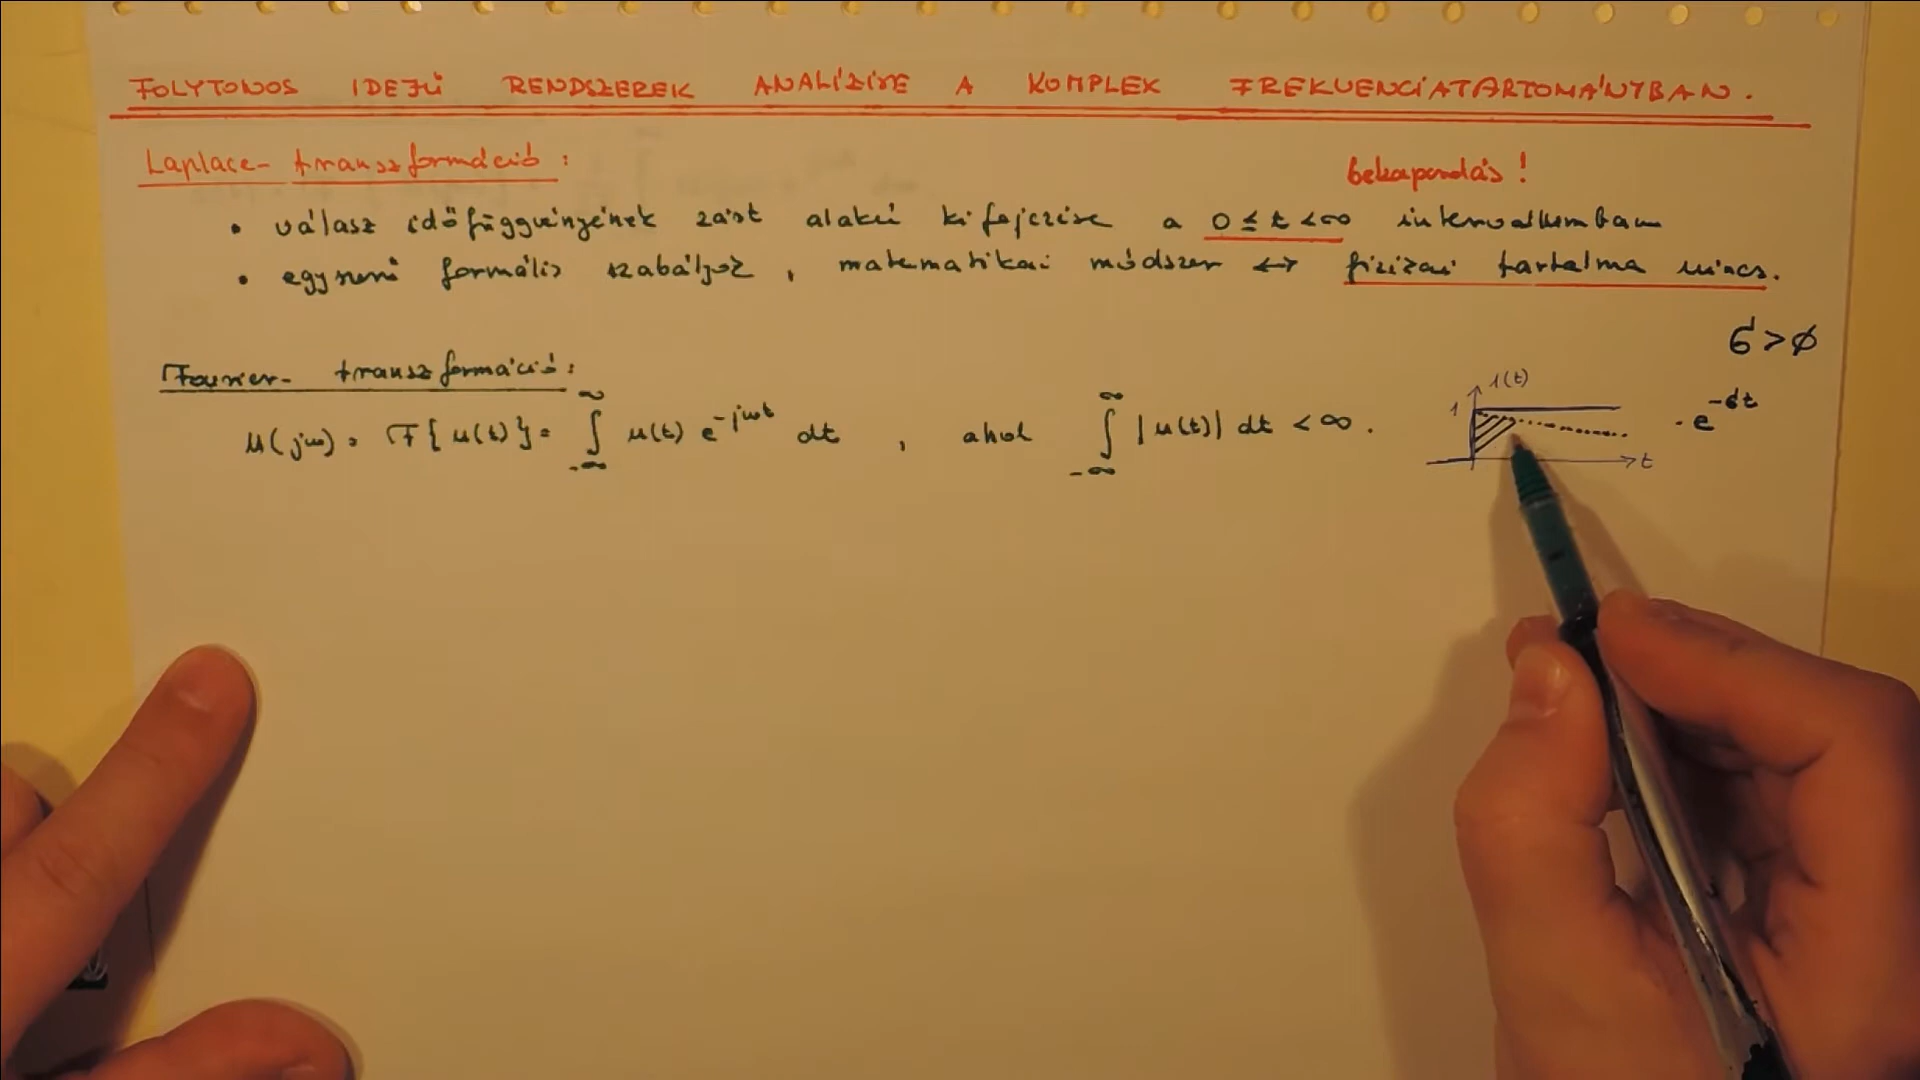 FOLYTONOS IDEJŰ RENDSZEREK ANALÍZISE A KOMPLEX FREKVENCIATARTOMÁNYBAN.
Laplace- transzformáció:
bekapcsolás!
• válasz időfüggvényének zárt alakú kifejezése a 0 ≤ t < ∞ intervallumban
• egyszerű formális szabályok, matematikai módszer ↔ fizikai tartalma nincs.
σ > ∅
Fourier- transzformáció:
u(jω) = F{u(t)} = ∫_{-∞}^{∞} u(t) e^{-jωt} dt , ahol ∫_{-∞}^{∞} |u(t)| dt < ∞.
1(t)
1
t
· e^{-σt}